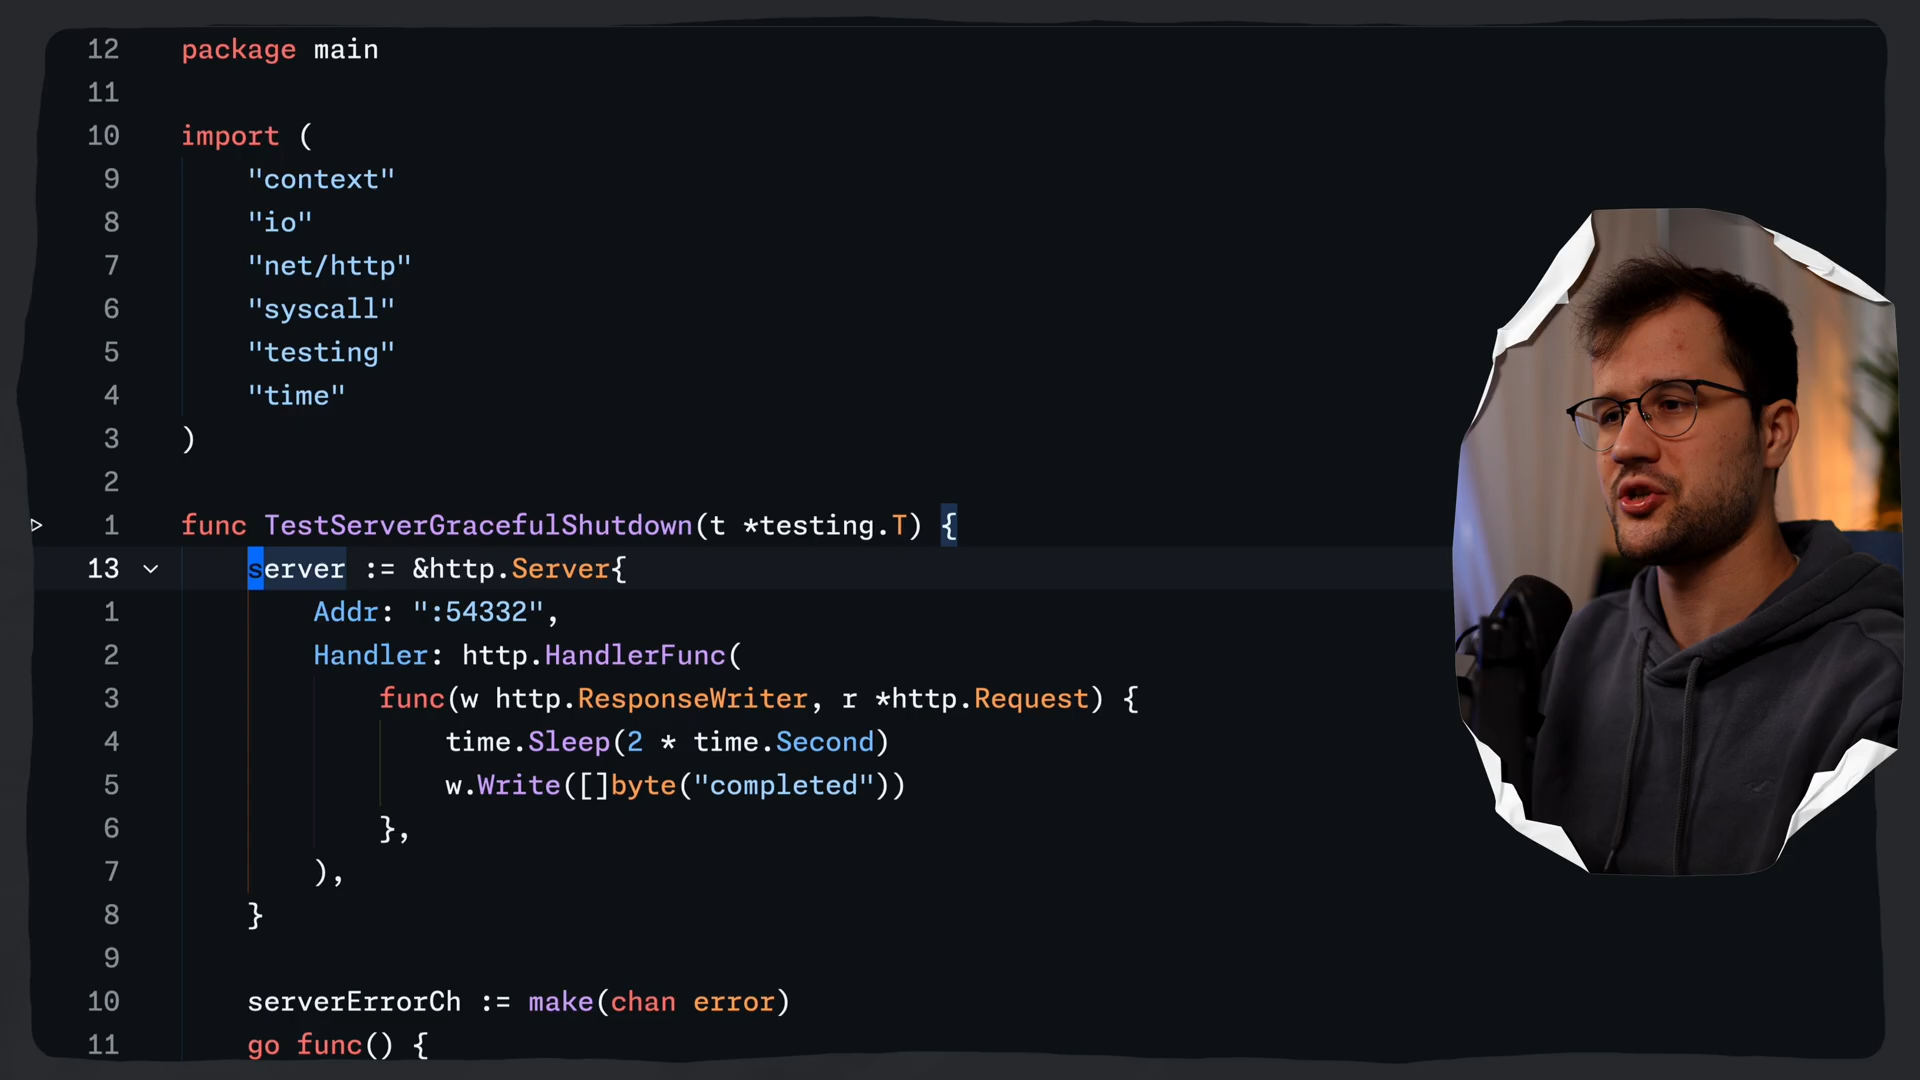 12 package main
11
10 import (
9 "context"
8 "io"
7 "net/http"
6 "syscall"
5 "testing"
4 "time"
3 )
2
1 func TestServerGracefulShutdown(t *testing.T) {
13 server := &http.Server{
1 Addr: ":54332",
2 Handler: http.HandlerFunc(
3 func(w http.ResponseWriter, r *http.Request) {
4 time.Sleep(2 * time.Second)
5 w.Write([]byte("completed"))
6 },
7 ),
8 }
9
10 serverErrorCh := make(chan error)
11 go func() {